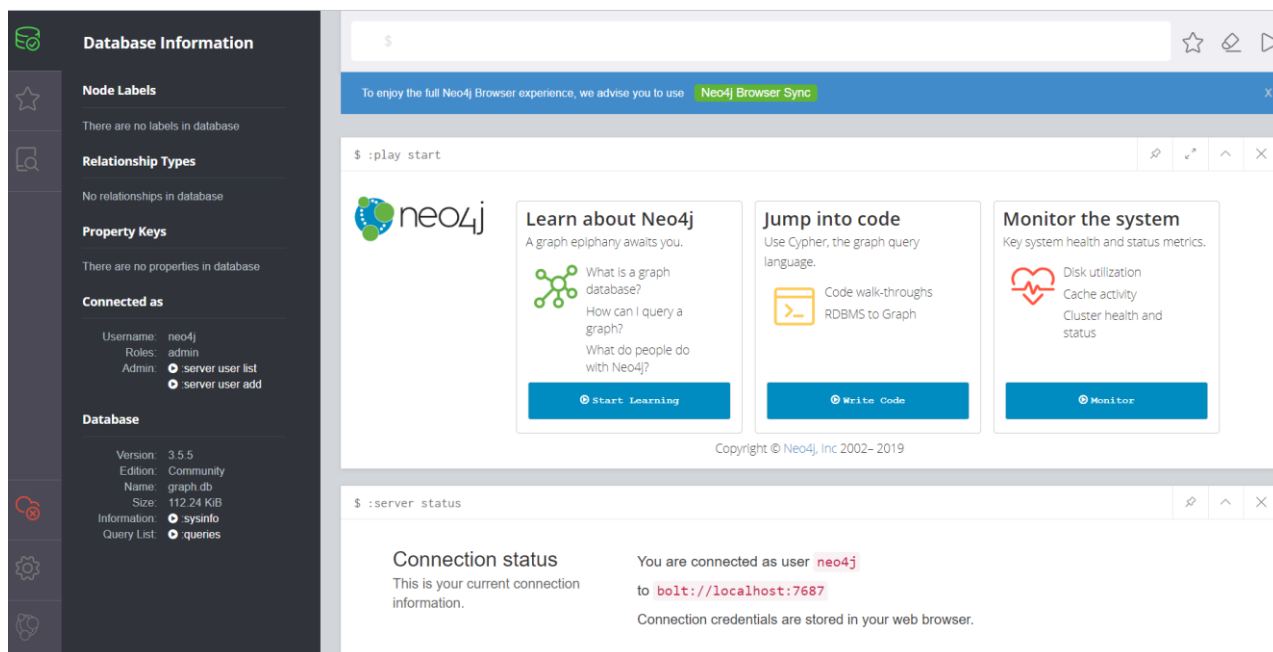 Database Information
Node Labels
There are no labels in database
Relationship Types
No relationships in database
Property Keys
There are no properties in database
Connected as
Username: neo4j
Roles: admin
Admin: :server user list
:server user add
Database
Version: 3.5.5
Edition: Community
Name: graph.db
Size: 112.24 KiB
Information: :sysinfo
Query List: :queries
$
To enjoy the full Neo4j Browser experience, we advise you to use Neo4j Browser Sync x
$ :play start
neo4j
Learn about Neo4j
A graph epiphany awaits you.
What is a graph
database?
How can I query a
graph?
What do people do
with Neo4j?
Start Learning
Jump into code
Use Cypher, the graph query
language.
Code walk-throughs
RDBMS to Graph
Write Code
Monitor the system
Key system health and status metrics.
Disk utilization
Cache activity
Cluster health and
status
Monitor
Copyright © Neo4j, Inc 2002– 2019
$ :server status
Connection status
This is your current connection
information.
You are connected as user neo4j
to bolt://localhost:7687
Connection credentials are stored in your web browser.